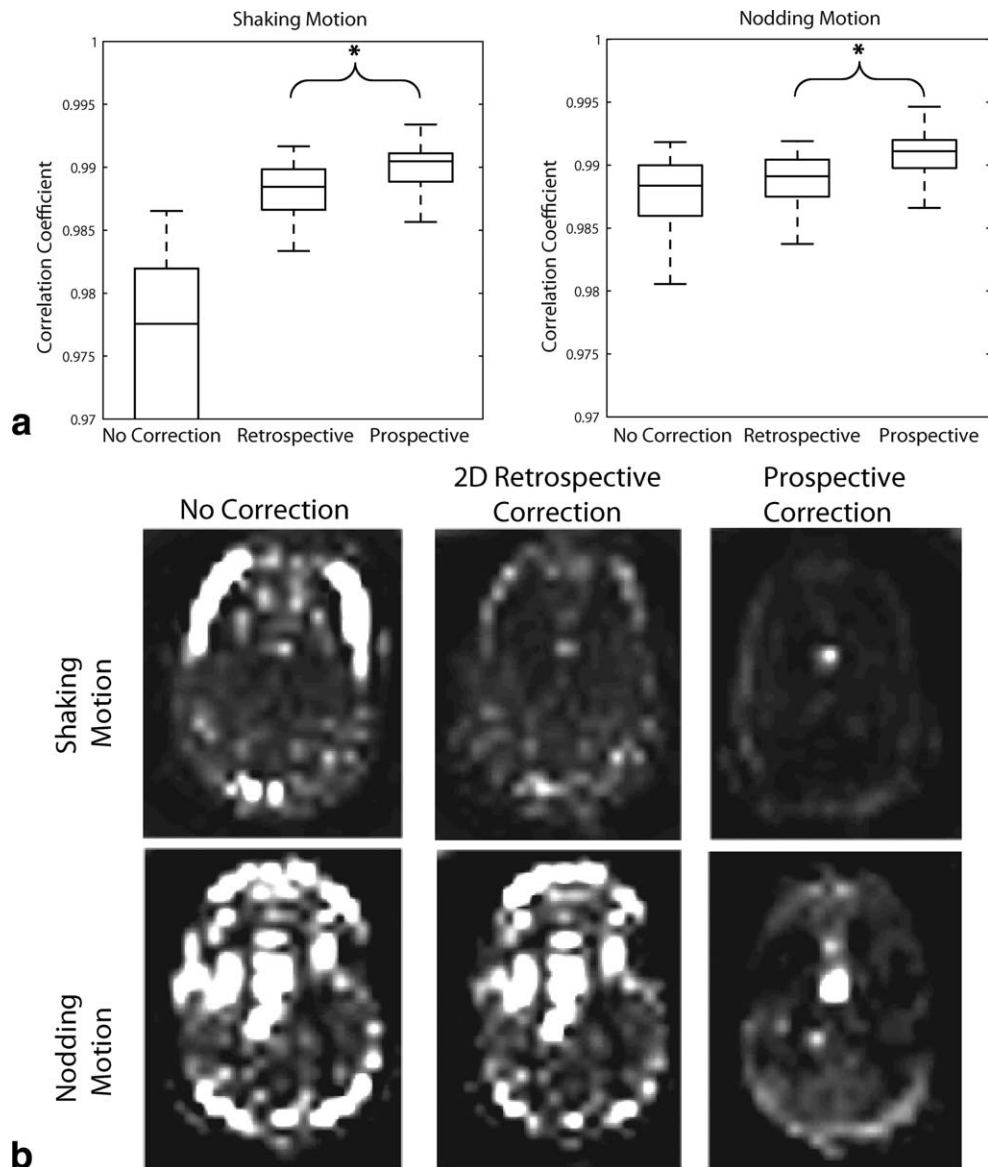 Shaking Motion
Nodding Motion
*
*
1
0.995
0.99
0.985
0.98
0.975
0.97
Correlation Coefficient
1
0.995
0.99
0.985
0.98
0.975
0.97
Correlation Coefficient
a
No Correction Retrospective Prospective
No Correction Retrospective Prospective
No Correction
2D Retrospective
Correction
Prospective
Correction
Shaking
Motion
Nodding
Motion
b